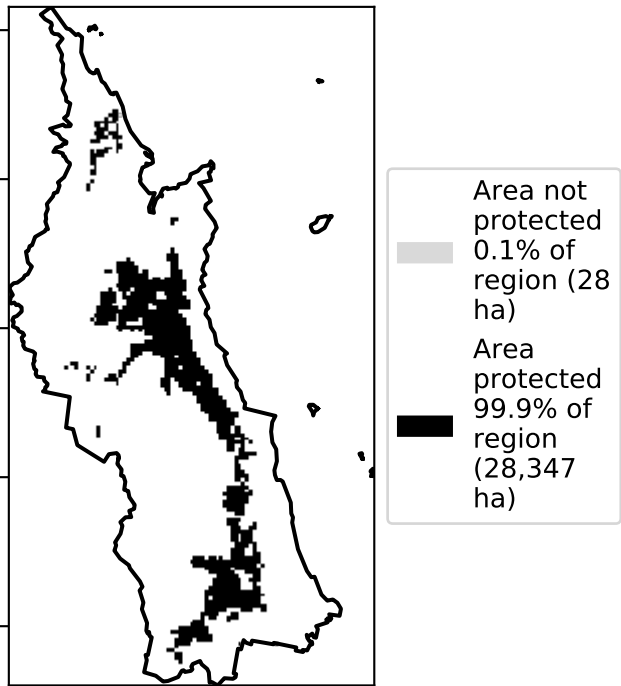 Area not
protected
0.1% of
region (28
ha)
Area
protected
99.9% of
region
(28,347
ha)